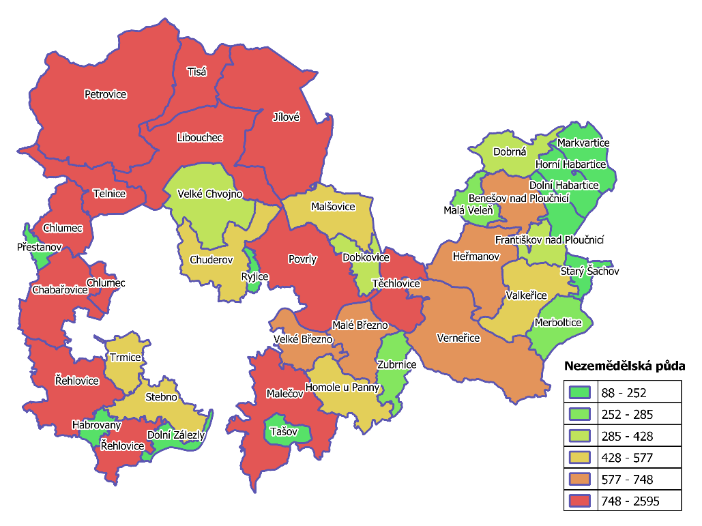 Tisá
Petrovice
Jílové
Libouchec
Markvartice
Dobrná
Horní Habartice
Dolní Habartice
Telnice
Velké Chvojno
Benešov nad Ploučnicí
Malšovice
Malá Veleň
Chlumec
Františkov nad Ploučnicí
Přestanov
Chuderov
Povrly
Dobkovice
Heřmanov
Starý Šachov
Ryjice
Chlumec
Těchlovice
Chabařovice
Valkeřice
Merboltice
Malé Březno
Velké Březno
Verneřice
Trmice
Zubrnice
Nezemědělská půda
Řehlovice
Homole u Panny
Malečov
Stebno
88 - 252
252 - 285
Habrovany
Tašov
Dolní Zálezly
285 - 428
Řehlovice
428 - 577
577 - 748
748 - 2595